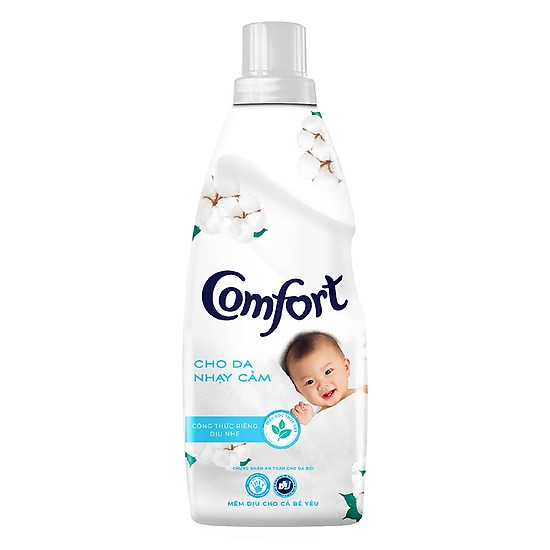 Comfort
CHO DA
NHẠY CẢM
CÔNG THỨC RIÊNG
DỊU NHẸ
CHỨNG NHẬN AN TOÀN CHO DA BỞI
MỀM DỊU CHO CẢ BÉ YÊU